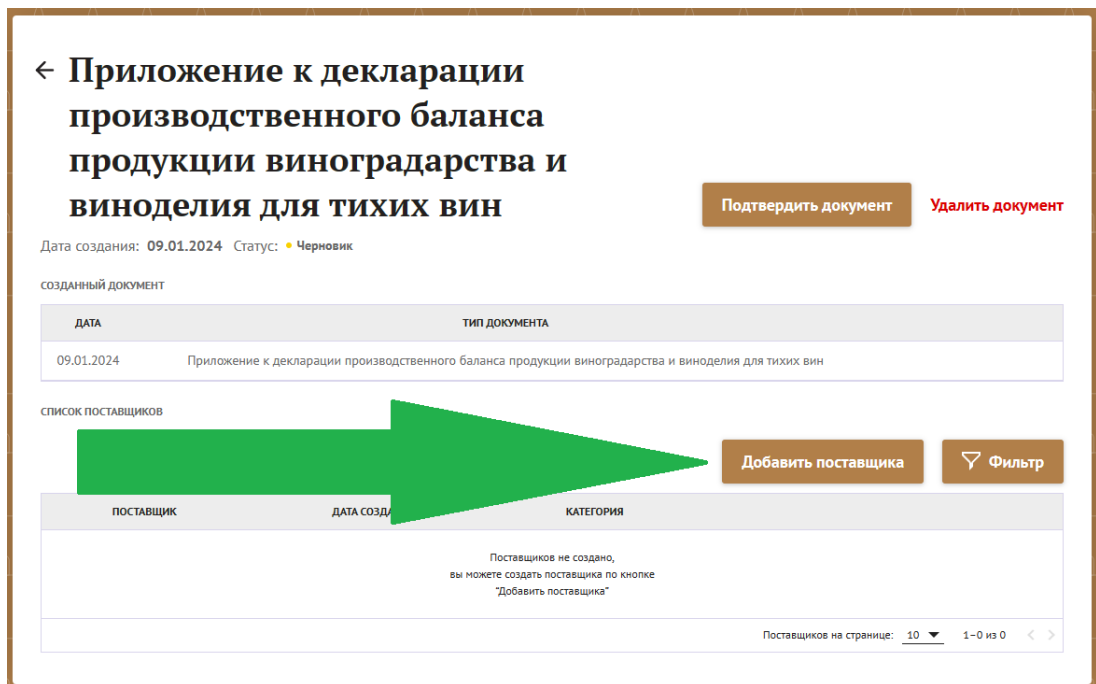 Приложение к декларации
производственного баланса
продукции виноградарства и
виноделия для тихих вин
Подтвердить документ
Удалить документ
Дата создания: 09.01.2024 Статус: • Черновик
СОЗДАННЫЙ ДОКУМЕНТ
ДАТА ТИП ДОКУМЕНТА
09.01.2024 Приложение к декларации производственного баланса продукции виноградарства и виноделия для тихих вин
СПИСОК ПОСТАВЩИКОВ
Добавить поставщика
Фильтр
ПОСТАВЩИК ДАТА КАТЕГОРИЯ
Поставщиков не создано,
вы можете создать поставщика по кнопке
"Добавить поставщика"
Поставщиков на странице: 10 1–0 из 0